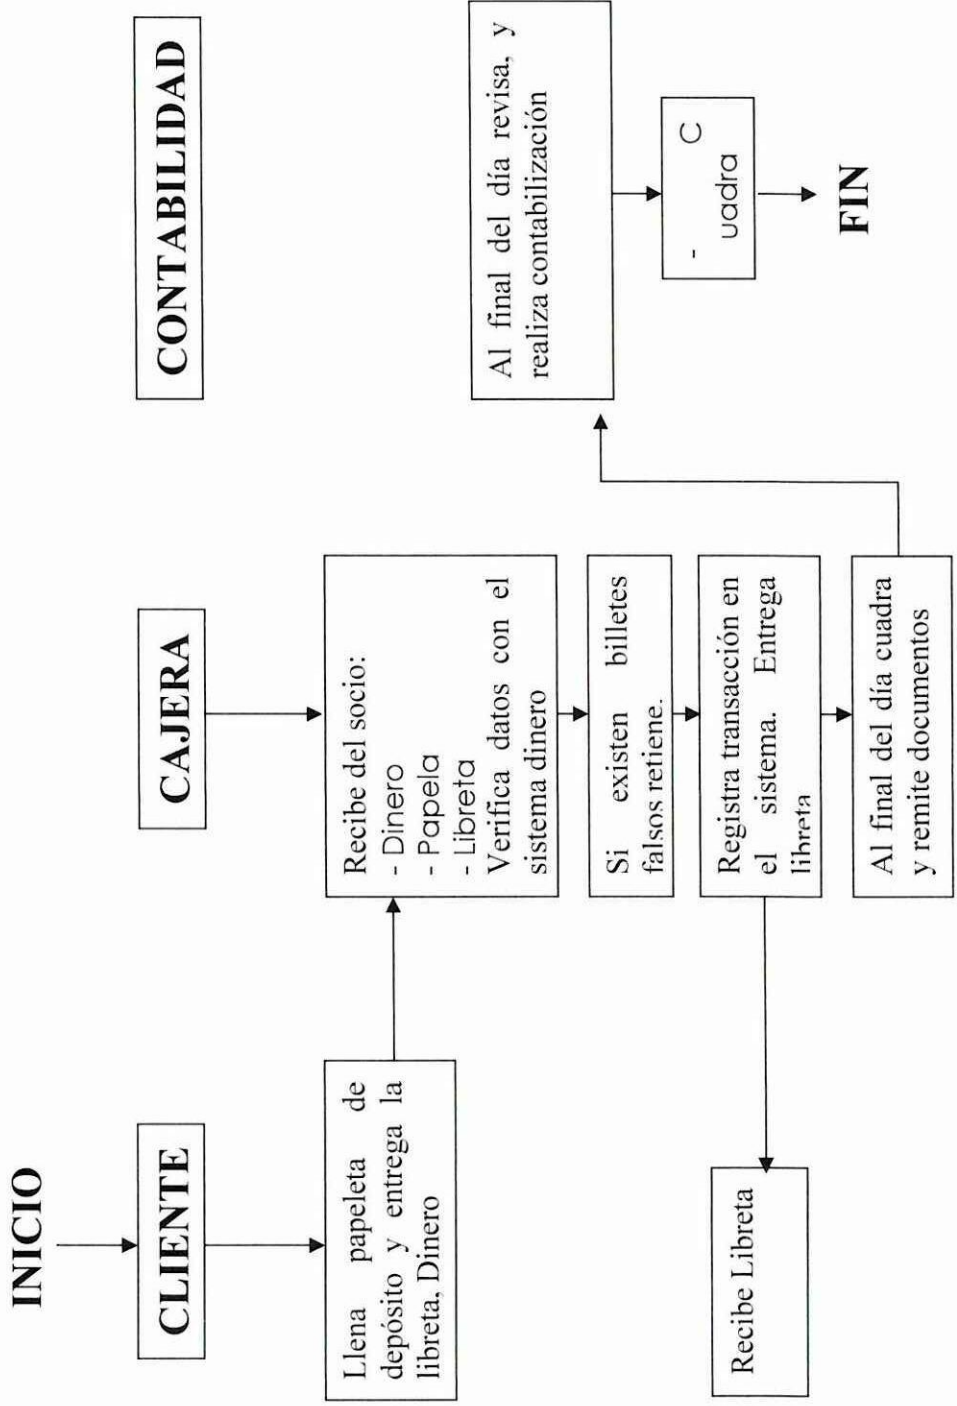 INICIO
CLIENTE
CAJERA
CONTABILIDAD
Llena papeleta de
depósito y entrega la
libreta, Dinero
Recibe del socio:
- Dinero
- Papela
- Libreta
Verifica datos con el
sistema dinero
Si existen billetes
falsos retiene.
Registra transacción en
el sistema. Entrega
libreta
Al final del día cuadra
y remite documentos
Recibe Libreta
Al final del día revisa, y
realiza contabilización
- C
uadra
FIN